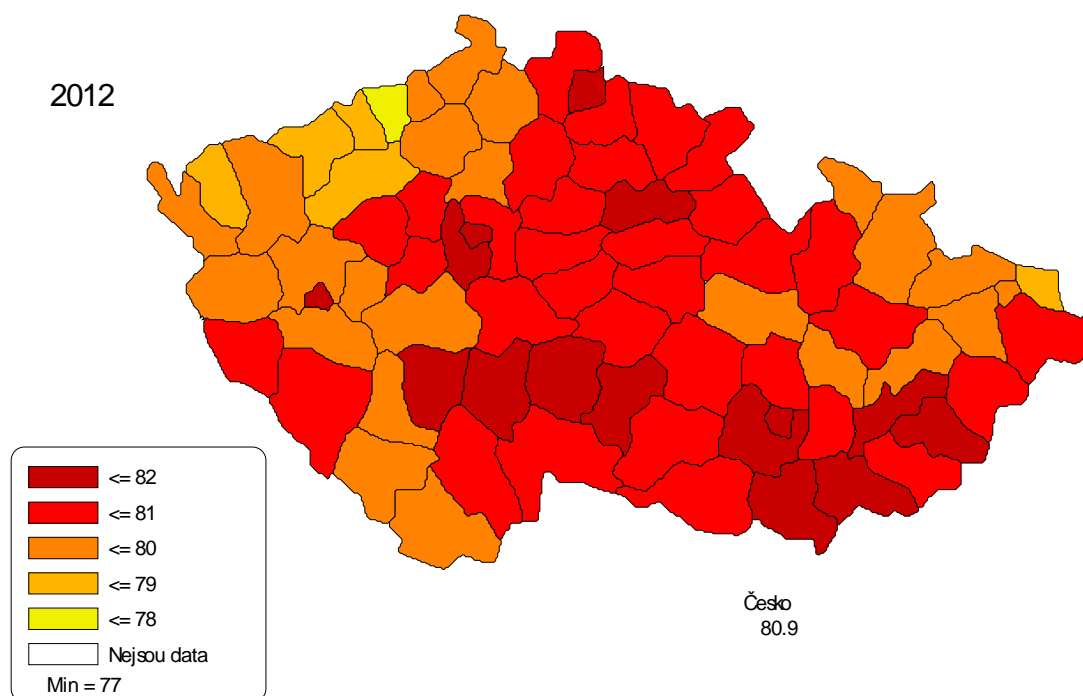 2012
<= 82
<= 81
<= 80
<= 79
<= 78
Nejsou data
Min = 77
Česko
80.9